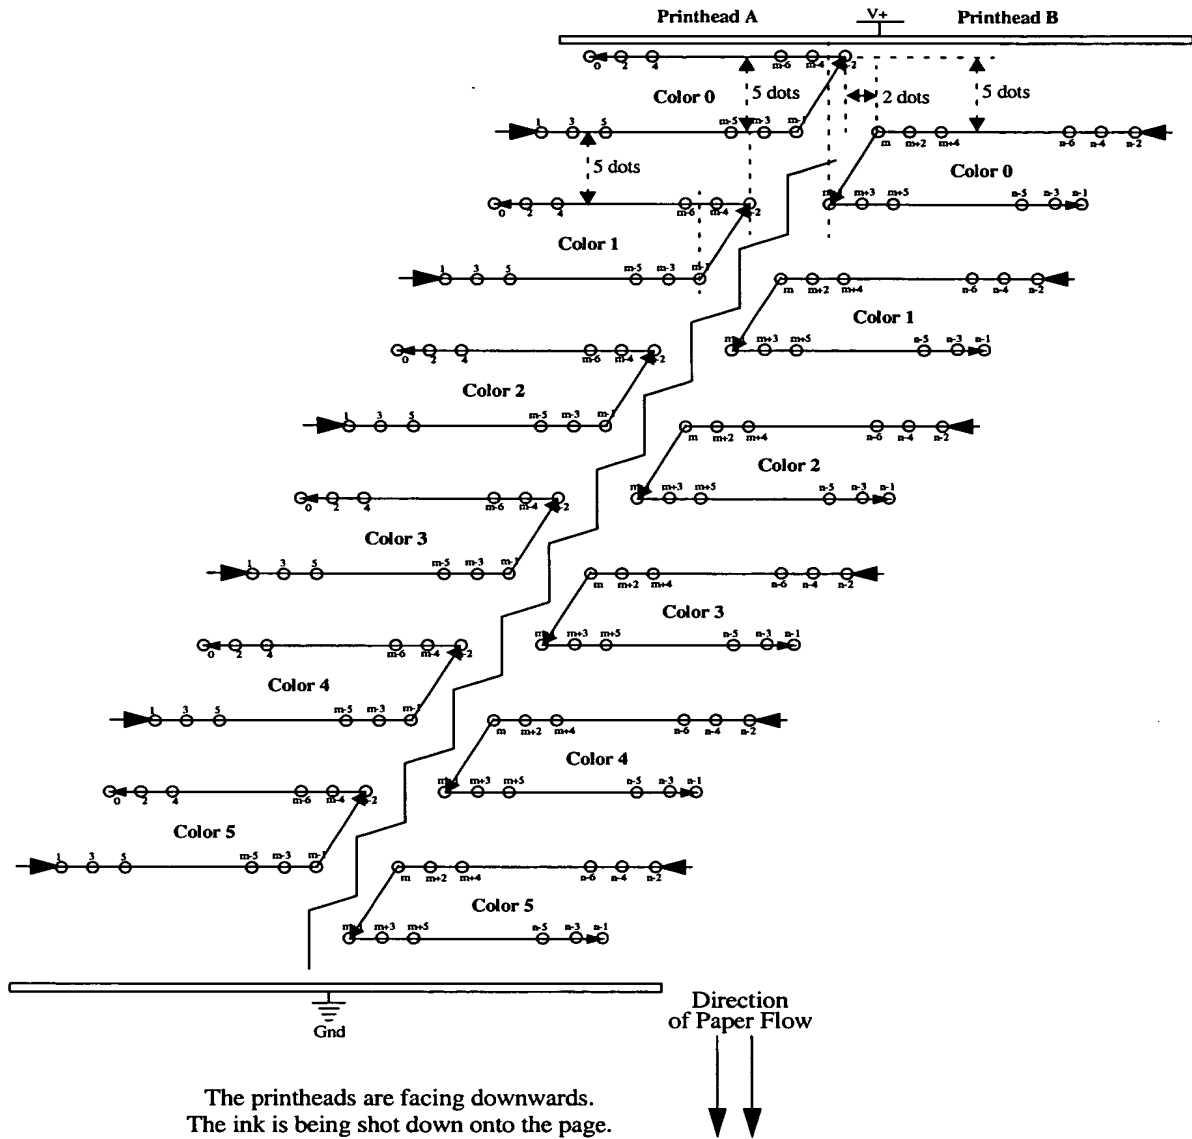 Printhead A V+ Printhead B
0 2 4 m-6 m-4 -2
Color 0 5 dots 2 dots 5 dots
1 3 5 m-5 m-3 m-1
m m+2 m+4 n-6 n-4 n-2
5 dots Color 0
m+3 m+5 n-5 n-3 n-1
0 2 4 m-6 m-4 -2
Color 1
1 3 5 m-5 m-3 m-1
m m+2 m+4 n-6 n-4 n-2
Color 1
m+3 m+5 n-5 n-3 n-1
0 2 4 m-6 m-4 -2
Color 2
1 3 5 m-5 m-3 m-1
m m+2 m+4 n-6 n-4 n-2
Color 2
m+3 m+5 n-5 n-3 n-1
0 2 4 m-6 m-4 -2
Color 3
1 3 5 m-5 m-3 m-1
m m+2 m+4 n-6 n-4 n-2
Color 3
m+3 m+5 n-5 n-3 n-1
0 2 4 m-6 m-4 -2
Color 4
1 3 5 m-5 m-3 m-1
m m+2 m+4 n-6 n-4 n-2
Color 4
m+3 m+5 n-5 n-3 n-1
0 2 4 m-6 m-4 -2
Color 5
1 3 5 m-5 m-3 m-1
m m+2 m+4 n-6 n-4 n-2
Color 5
m+3 m+5 n-5 n-3 n-1
Gnd
Direction
of Paper Flow
The printheads are facing downwards.
The ink is being shot down onto the page.